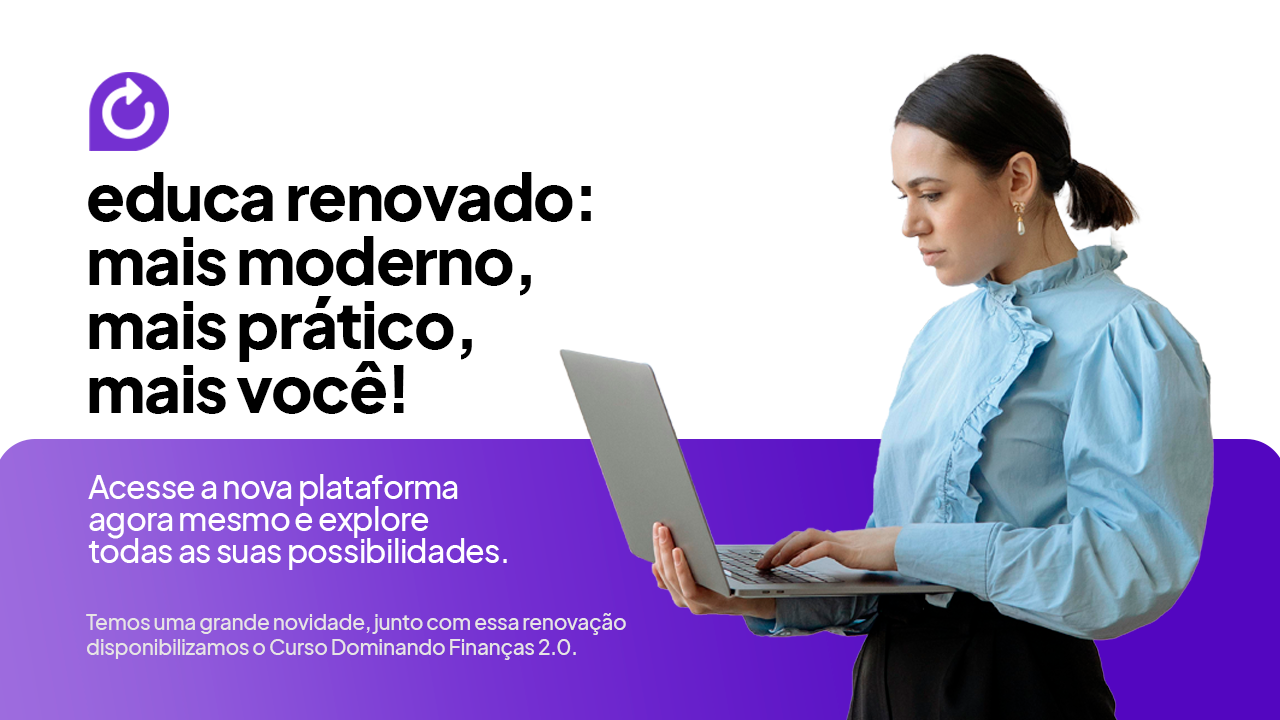 educa renovado:
mais moderno,
mais prático,
mais você!
Acesse a nova plataforma
agora mesmo e explore
todas as suas possibilidades.
Temos uma grande novidade, junto com essa renovação
disponibilizamos o Curso Dominando Finanças 2.0.